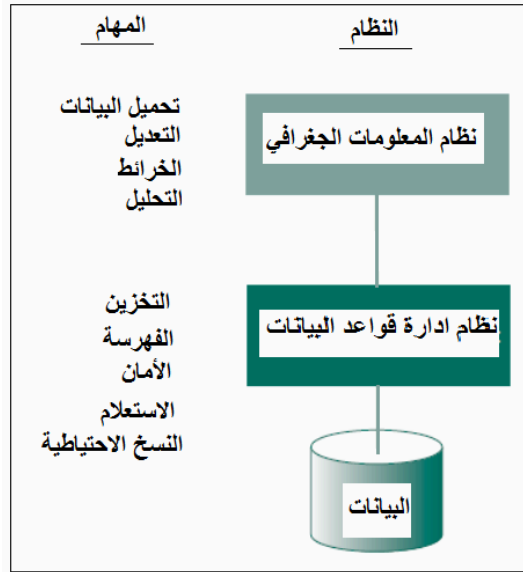 النظام
المهام
نظام المعلومات الجغرافي
تحميل البيانات
التعديل
الخرائط
التحليل
نظام ادارة قواعد البيانات
التخزين
الفهرسة
الأمان
الاستعلام
النسخ الاحتياطية
البيانات